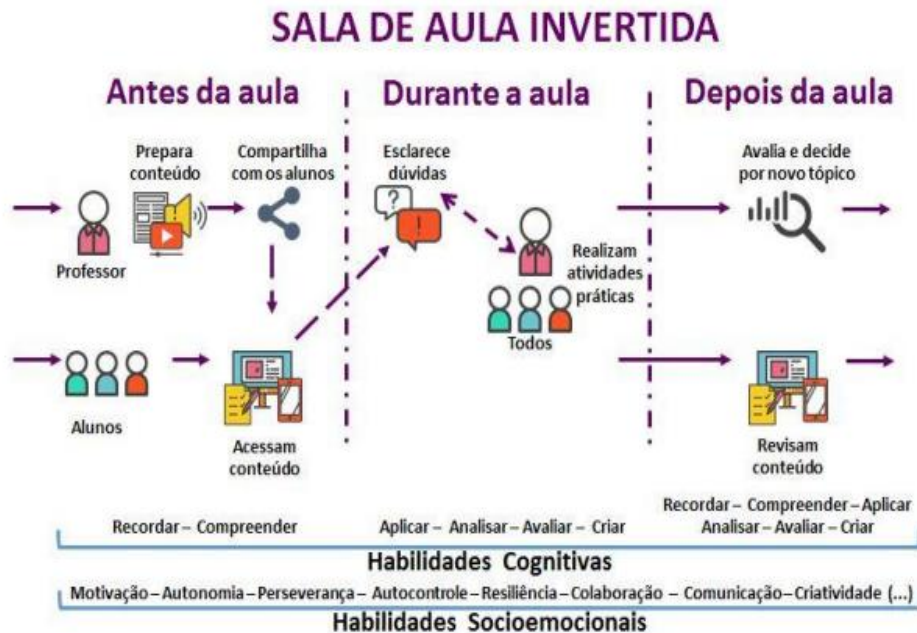 SALA DE AULA INVERTIDA
Antes da aula
Durante a aula
Depois da aula
Prepara
conteúdo
Compartilha
com os alunos
Esclarece
dúvidas
Avalia e decide
por novo tópico
?
!
Professor
Realizam
atividades
práticas
Todos
Alunos
Acessam
conteúdo
Revisam
conteúdo
Recordar – Compreender
Aplicar – Analisar – Avaliar – Criar
Recordar – Compreender – Aplicar
Analisar – Avaliar – Criar
Habilidades Cognitivas
Motivação – Autonomia – Perseverança – Autocontrole – Resiliência – Colaboração – Comunicação – Criatividade (...)
Habilidades Socioemocionais